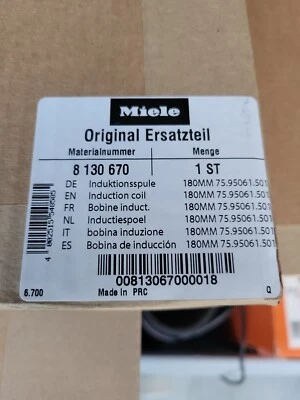 Miele
Original Ersatzteil
Materialnummer Menge
8 130 670 1 ST
DE Induktionsspule 180MM 75.95061.501
EN Induction coil 180MM 75.95061.501
FR Bobine induct. 180MM 75.95061.501
NL Inductiespoel 180MM 75.95061.501
IT bobina induzione 180MM 75.95061.501
ES Bobina de inducción 180MM 75.95061.501
00813067000018
6.700 Made in PRC Q